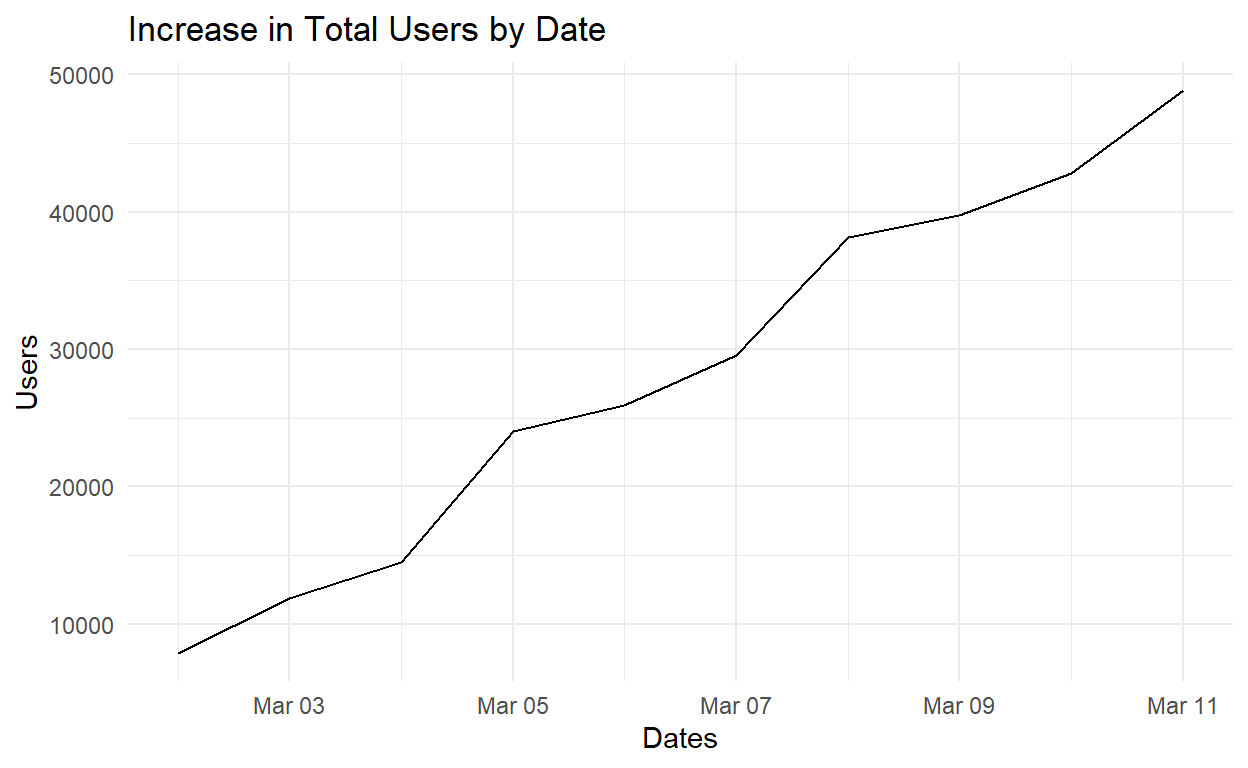 Increase in Total Users by Date
50000
40000
30000
20000
10000
Users
Mar 03
Mar 05
Mar 07
Mar 09
Mar 11
Dates